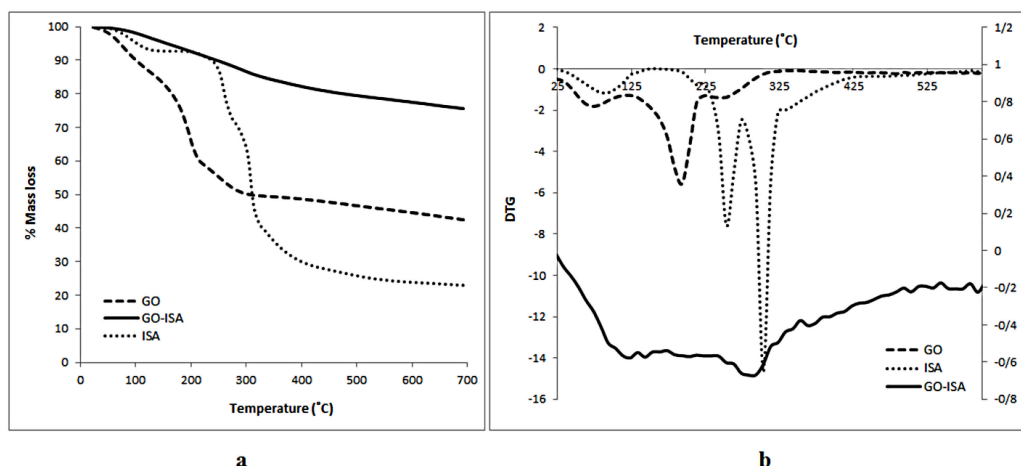 100
90
80
70
60
50
40
30
20
10
0
% Mass loss
GO
GO-ISA
ISA
0 100 200 300 400 500 600 700
Temperature (˚C)
a
Temperature (˚C)
2
0
-2
-4
-6
-8
-10
-12
-14
-16
DTG
25 125 225 325 425 525
1/2
1
0/8
0/6
0/4
0/2
0
-0/2
-0/4
-0/6
-0/8
GO
ISA
GO-ISA
b